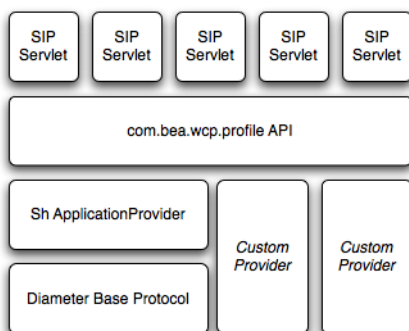 SIP SIP SIP SIP SIP
Servlet Servlet Servlet Servlet Servlet
com.bea.wcp.profile API
Sh ApplicationProvider
Custom Custom
Provider Provider
Diameter Base Protocol